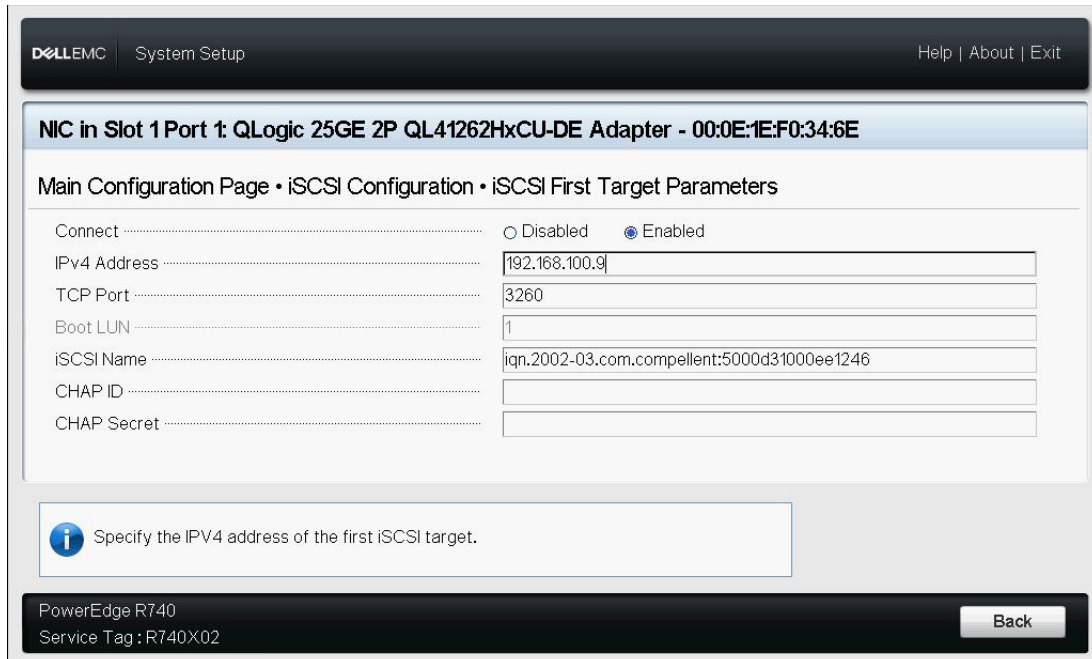 DELLEMC System Setup Help | About | Exit
NIC in Slot 1 Port 1: QLogic 25GE 2P QL41262HxCU-DE Adapter - 00:0E:1E:F0:34:6E
Main Configuration Page • iSCSI Configuration • iSCSI First Target Parameters
Connect Disabled Enabled
IPv4 Address 192.168.100.9
TCP Port 3260
Boot LUN 1
iSCSI Name iqn.2002-03.com.compellent:5000d31000ee1246
CHAP ID
CHAP Secret
Specify the IPV4 address of the first iSCSI target.
PowerEdge R740
Service Tag : R740X02
Back